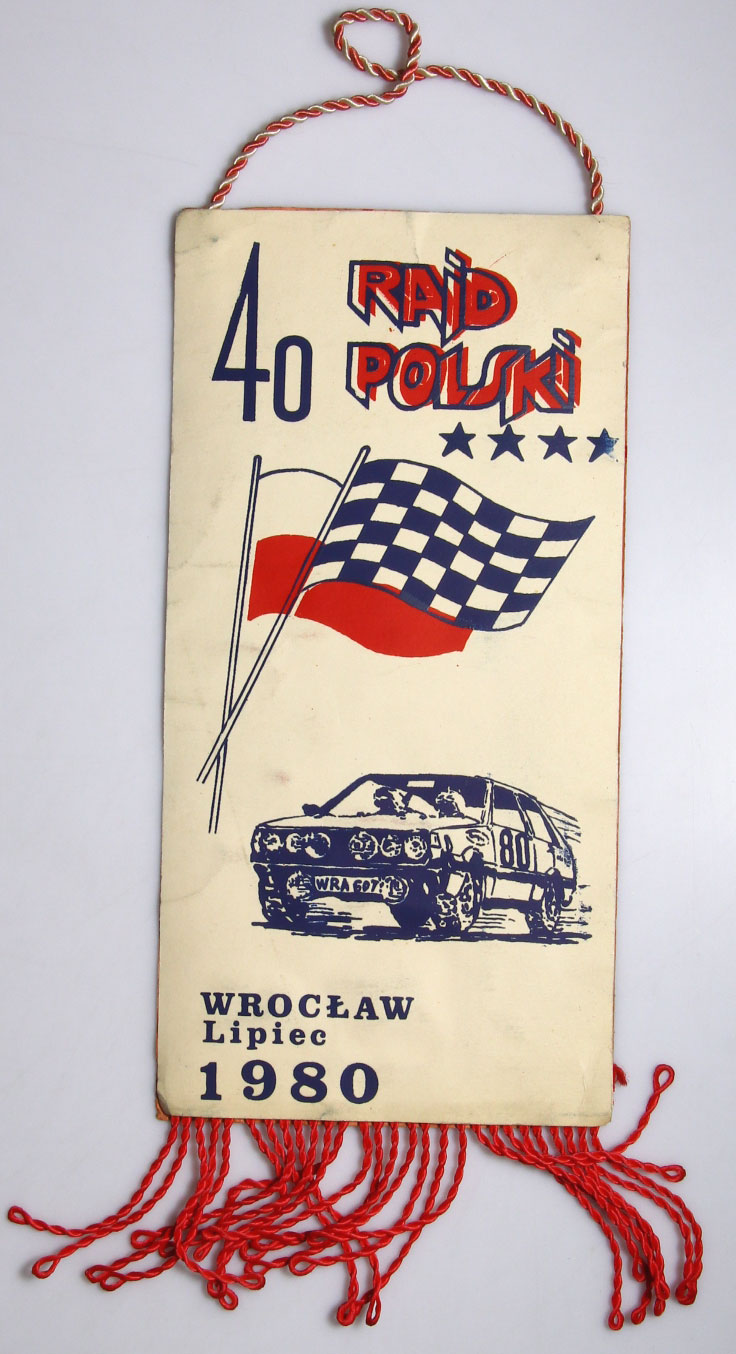 40 RAJD
POLSKI
80
WROCŁAW
Lipiec
1980